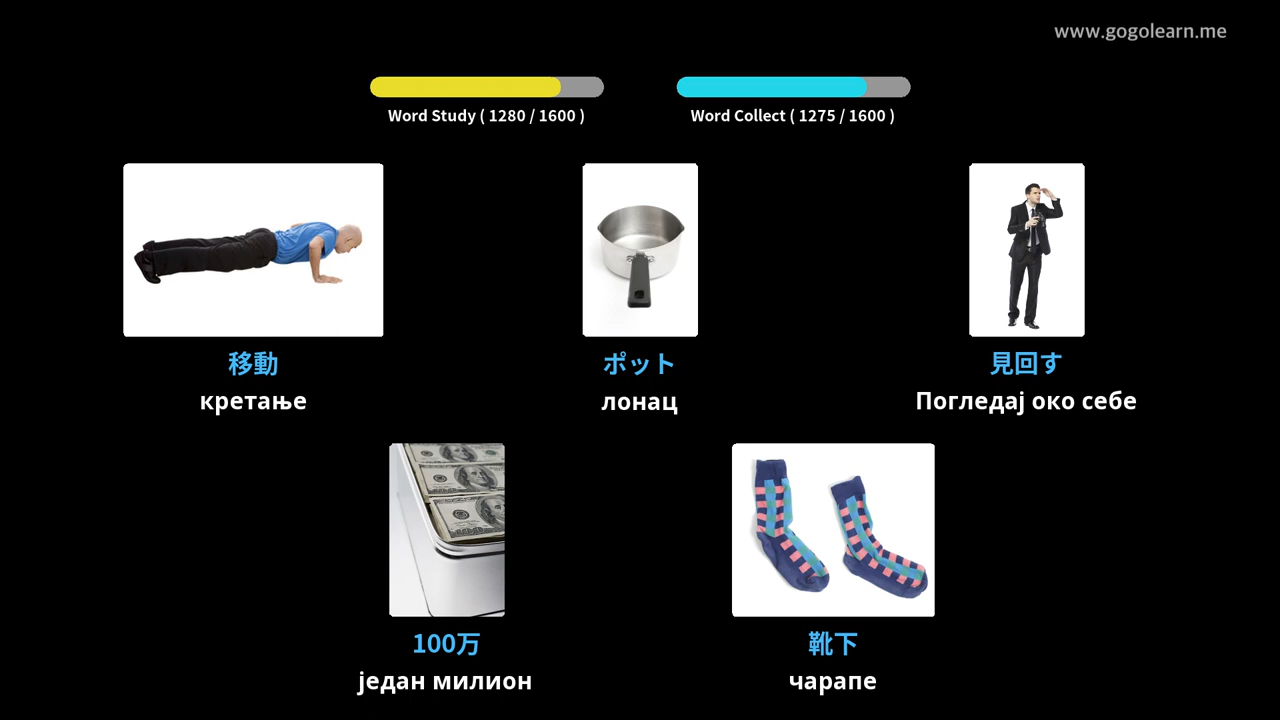 www.gogolearn.me
Word Study ( 1280 / 1600 )
Word Collect ( 1275 / 1600 )
移動
кретање
ポット
лонац
見回す
Погледај око себе
100万
један милион
靴下
чарапе